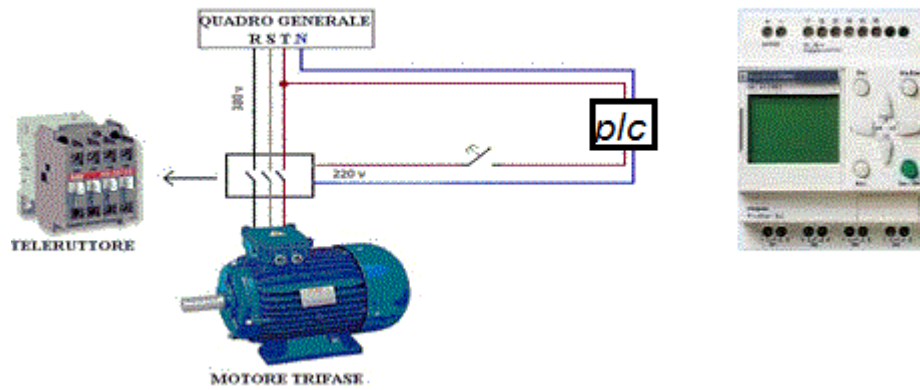 QUADRO GENERALE
R S T N
380 v
plc
220 v
TELERUTTORE
MOTORE TRIFASE